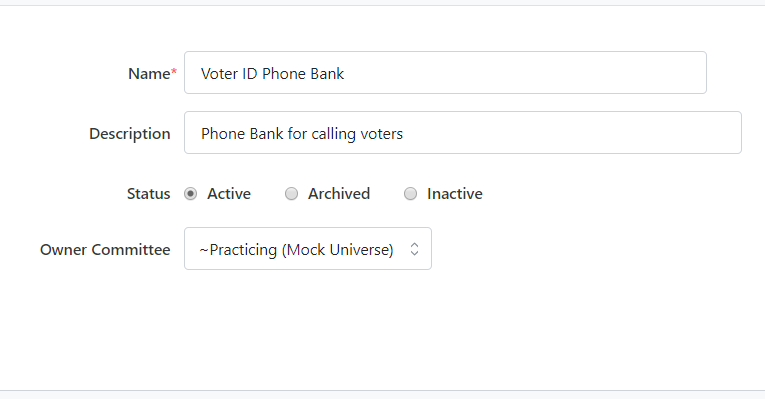 Name* Voter ID Phone Bank
Description Phone Bank for calling voters
Status Active Archived Inactive
Owner Committee ~Practicing (Mock Universe)